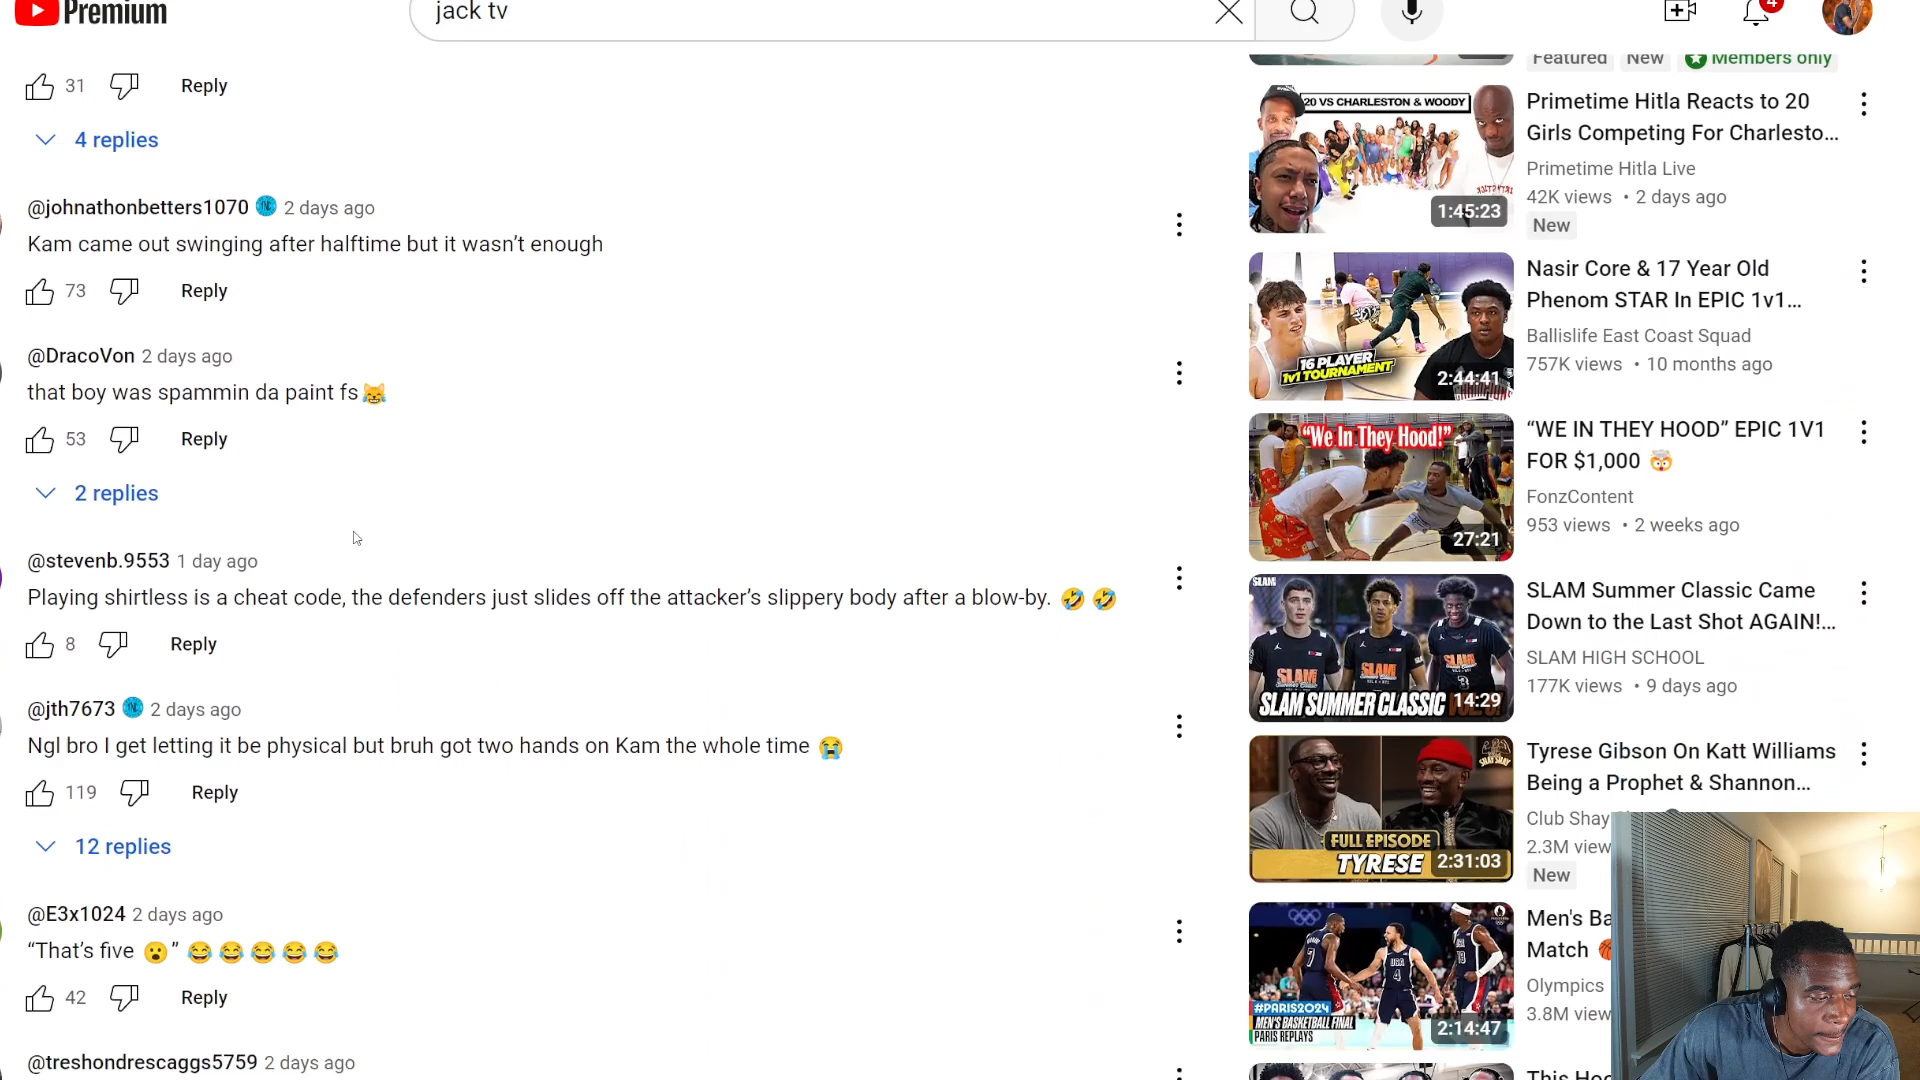 Premium
jack tv
4
31
Reply
4 replies
@johnathonbetters1070 2 days ago
Kam came out swinging after halftime but it wasn’t enough
73
Reply
@DracoVon 2 days ago
that boy was spammin da paint fs😹
53
Reply
2 replies
@stevenb.9553 1 day ago
Playing shirtless is a cheat code, the defenders just slides off the attacker’s slippery body after a blow-by. 🤣 🤣
8
Reply
@jth7673 2 days ago
Ngl bro I get letting it be physical but bruh got two hands on Kam the whole time 😭
119
Reply
12 replies
@E3x1024 2 days ago
“That’s five 😮” 😂😂😂😂😂
42
Reply
@treshondrescaggs5759 2 days ago
Featured New Members only
20 VS CHARLESTON & WOODY
1:45:23
Primetime Hitla Reacts to 20
Girls Competing For Charlesto...
Primetime Hitla Live
42K views • 2 days ago
New
16 PLAYER
1v1 TOURNAMENT
2:44:41
Nasir Core & 17 Year Old
Phenom STAR In EPIC 1v1...
Ballislife East Coast Squad
757K views • 10 months ago
“We In They Hood!”
27:21
“WE IN THEY HOOD” EPIC 1V1
FOR $1,000 🤯
FonzContent
953 views • 2 weeks ago
SLAM
SLAM
SLAM
SLAM
SLAM SUMMER CLASSIC
14:29
SLAM Summer Classic Came
Down to the Last Shot AGAIN!...
SLAM HIGH SCHOOL
177K views • 9 days ago
FULL EPISODE
TYRESE
2:31:03
Tyrese Gibson On Katt Williams
Being a Prophet & Shannon...
Club Shay
2.3M view
New
USA
4
7
#PARIS2024
MEN'S BASKETBALL FINAL
PARIS REPLAYS
2:14:47
Men's Ba
Match
Olympics
3.8M view